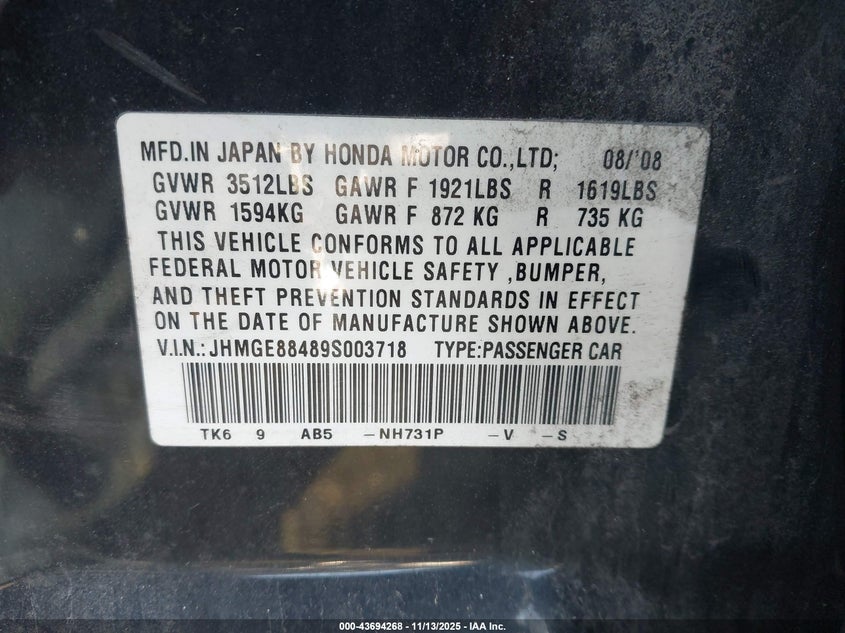 MFD.IN JAPAN BY HONDA MOTOR CO.,LTD; 08/'08
GVWR 3512LBS GAWR F 1921LBS R 1619LBS
GVWR 1594KG GAWR F 872 KG R 735 KG
THIS VEHICLE CONFORMS TO ALL APPLICABLE
FEDERAL MOTOR VEHICLE SAFETY ,BUMPER,
AND THEFT PREVENTION STANDARDS IN EFFECT
ON THE DATE OF MANUFACTURE SHOWN ABOVE.
V.I.N.: JHMGE88489S003718 TYPE:PASSENGER CAR
TK6 9 AB5 -NH731P -V -S
000-43694268 - 11/13/2025 - IAA Inc.